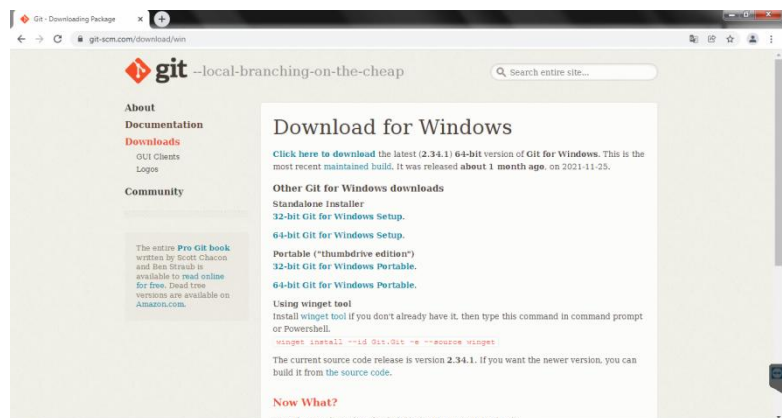 Git - Downloading Package
git-scm.com/download/win
git --local-branching-on-the-cheap
Search entire site...
About
Documentation
Downloads
GUI Clients
Logos
Community
The entire Pro Git book
written by Scott Chacon
and Ben Straub is
available to read online
for free. Dead tree
versions are available on
Amazon.com.
Download for Windows
Click here to download the latest (2.34.1) 64-bit version of Git for Windows. This is the
most recent maintained build. It was released about 1 month ago, on 2021-11-25.
Other Git for Windows downloads
Standalone Installer
32-bit Git for Windows Setup.
64-bit Git for Windows Setup.
Portable ("thumbdrive edition")
32-bit Git for Windows Portable.
64-bit Git for Windows Portable.
Using winget tool
Install winget tool if you don't already have it, then type this command in command prompt
or Powershell.
winget install --id Git.Git -e --source winget
The current source code release is version 2.34.1. If you want the newer version, you can
build it from the source code.
Now What?